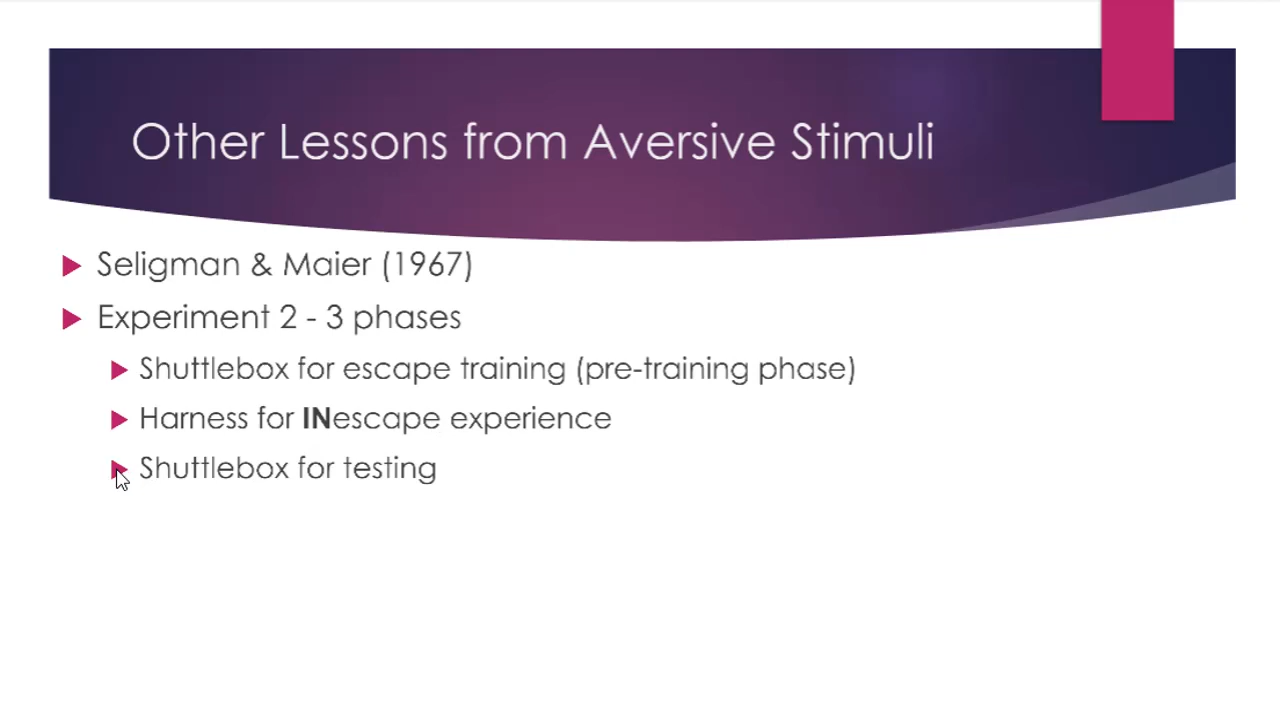 Other Lessons from Aversive Stimuli
Seligman & Maier (1967)
Experiment 2 - 3 phases
Shuttlebox for escape training (pre-training phase)
Harness for INescape experience
Shuttlebox for testing